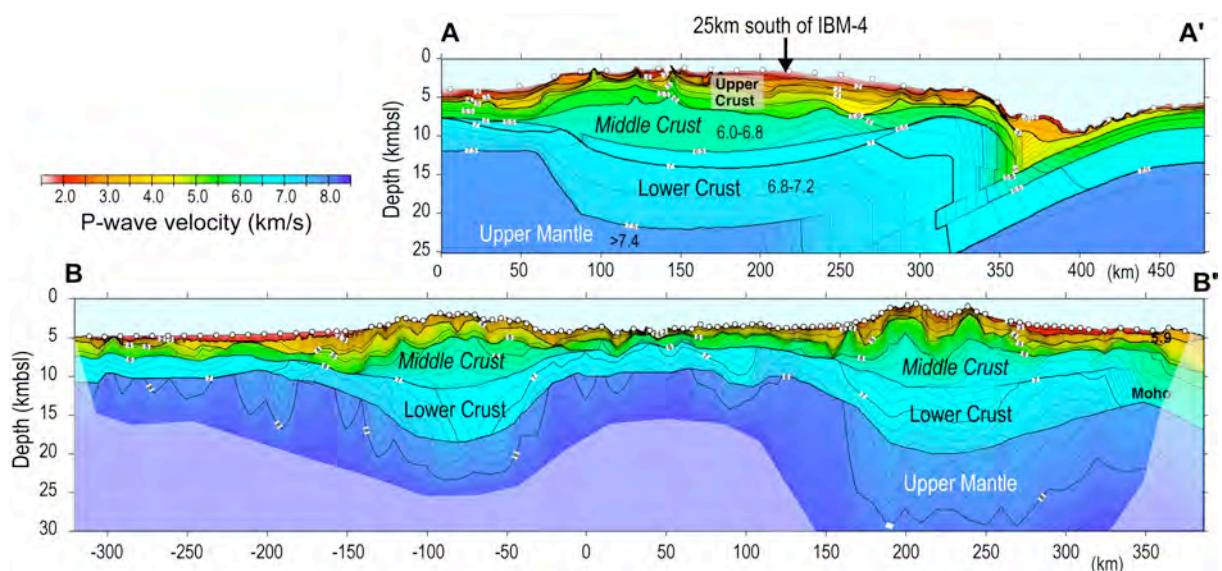 25km south of IBM-4
A
A'
0
5
10
15
20
25
Depth (kmbsl)
Upper
Crust
Middle Crust
6.0-6.8
Lower Crust
6.8-7.2
Upper Mantle
>7.4
0 50 100 150 200 250 300 350 400 450
(km)
2.0 3.0 4.0 5.0 6.0 7.0 8.0
P-wave velocity (km/s)
B
B'
0
5
10
15
20
25
30
Depth (kmbsl)
5.9
Middle Crust
Middle Crust
Lower Crust
Lower Crust
Moho
Upper Mantle
-300 -250 -200 -150 -100 -50 0 50 100 150 200 250 300 350
(km)